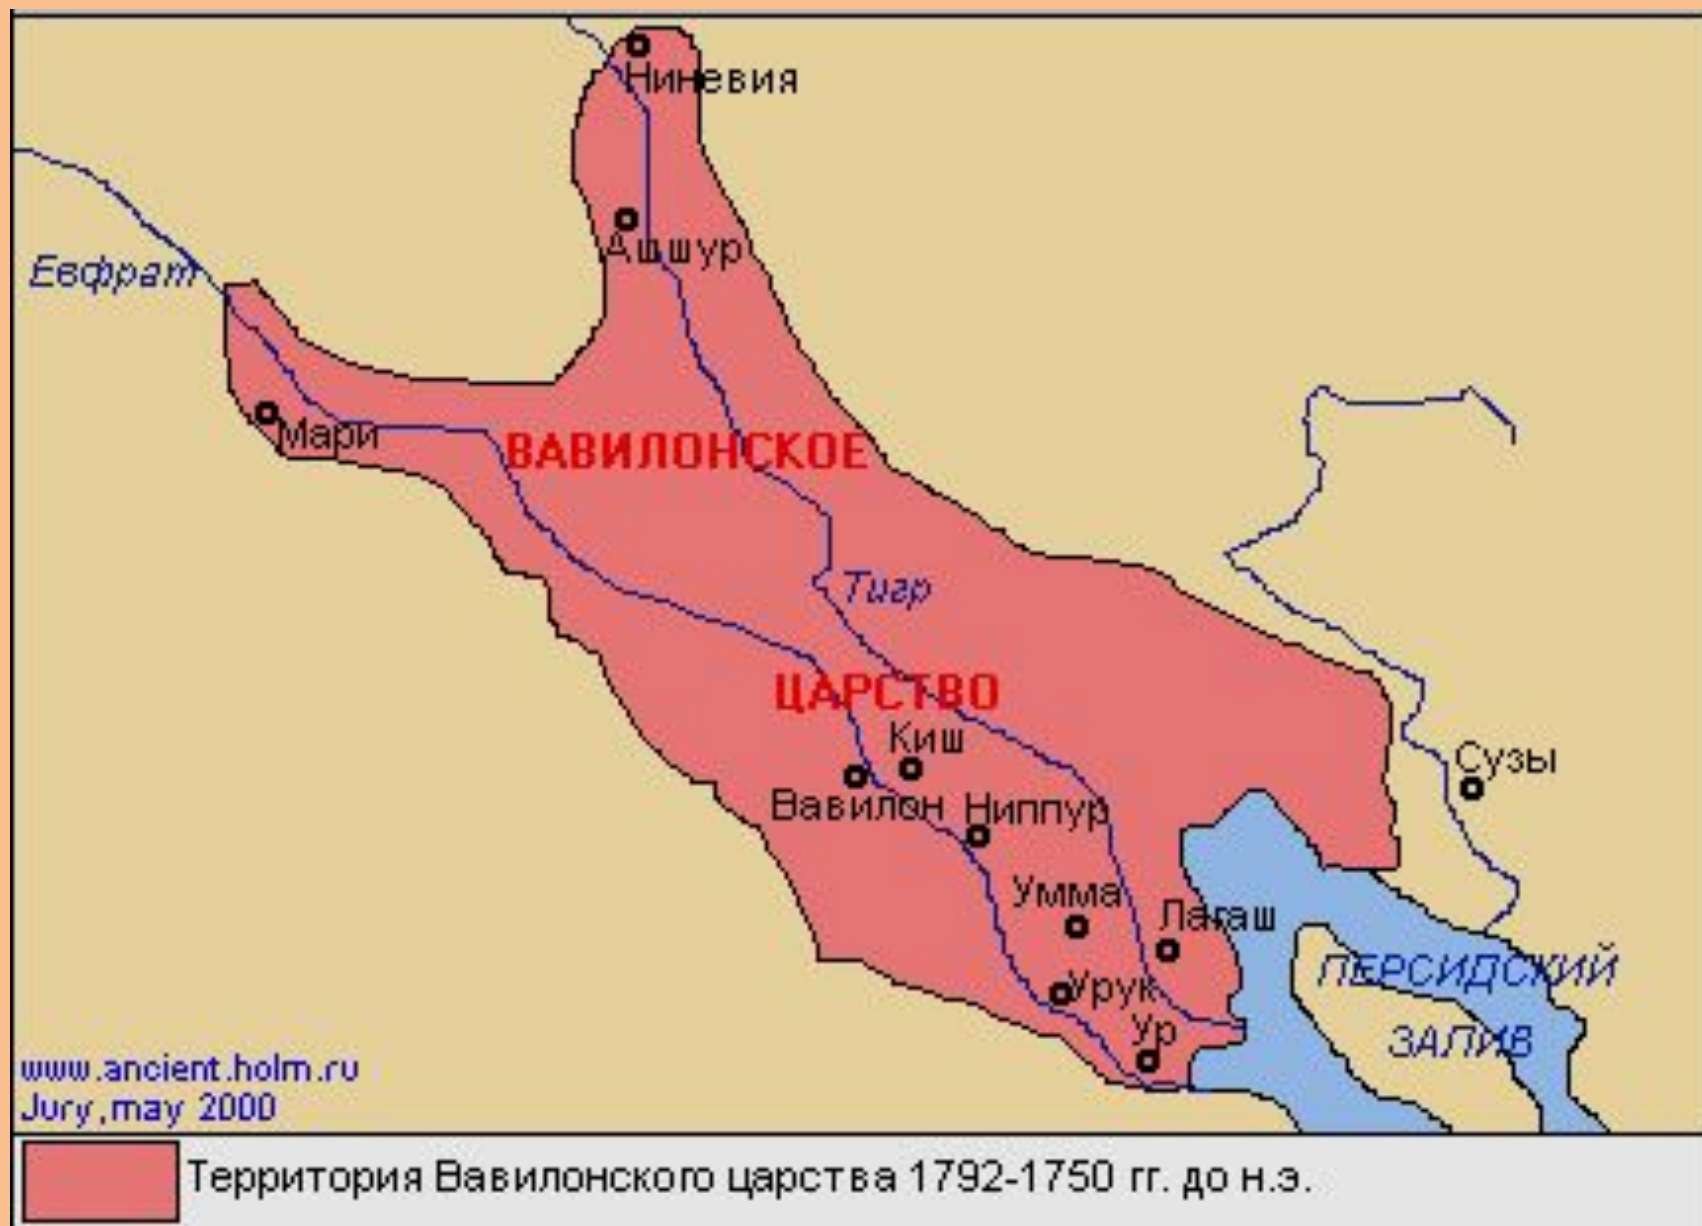 Ниневия
Ашшур
Евфрат
Мари
ВАВИЛОНСКОЕ
Тигр
ЦАРСТВО
Киш
Сузы
Вавилон
Ниппур
Умма
Лагаш
ПЕРСИДСКИЙ
Урук
Ур
ЗАЛИВ
www.ancient.holm.ru
Jury,may 2000
Территория Вавилонского царства 1792-1750 гг. до н.э.